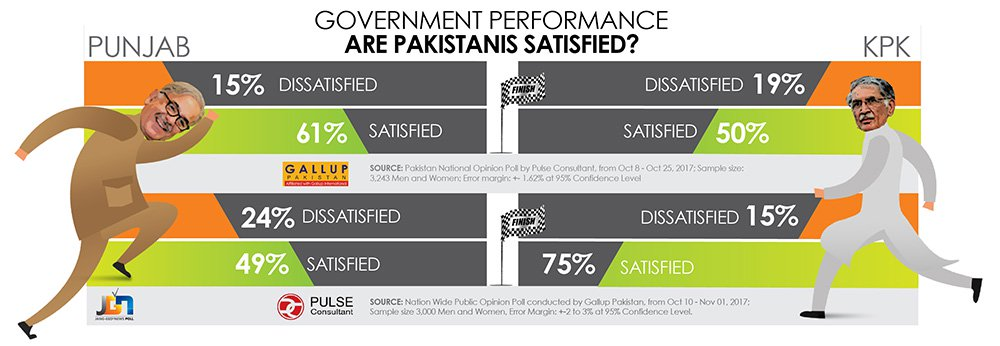 GOVERNMENT PERFORMANCE
ARE PAKISTANIS SATISFIED?
PUNJAB
KPK
15% DISSATISFIED
FINISH
DISSATISFIED 19%
61% SATISFIED
SATISFIED 50%
GALLUP
PAKISTAN
Affiliated with Gallup International
SOURCE: Pakistan National Opinion Poll by Pulse Consultant, from Oct 8 - Oct 25, 2017; Sample size:
3,243 Men and Women; Error margin: +- 1.62% at 95% Confidence Level
24% DISSATISFIED
FINISH
DISSATISFIED 15%
49% SATISFIED
75% SATISFIED
JGN
JANG-GEO-NEWS POLL
PULSE
Consultant
SOURCE: Nation Wide Public Opinion Poll conducted by Gallup Pakistan, from Oct 10 - Nov 01, 2017;
Sample size 3,000 Men and Women, Error Margin: +-2 to 3% at 95% Confidence Level.